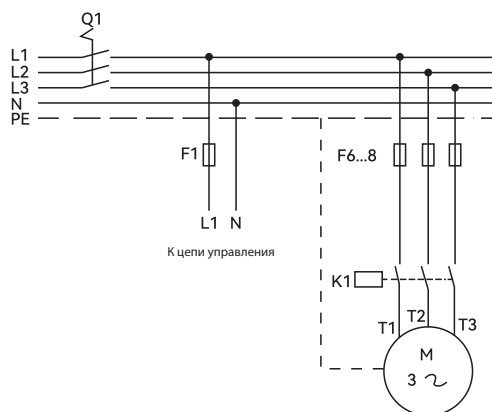 Q1
L1
L2
L3
N
PE
F1
F6...8
L1 N
К цепи управления
K1
T1 T2 T3
M
3